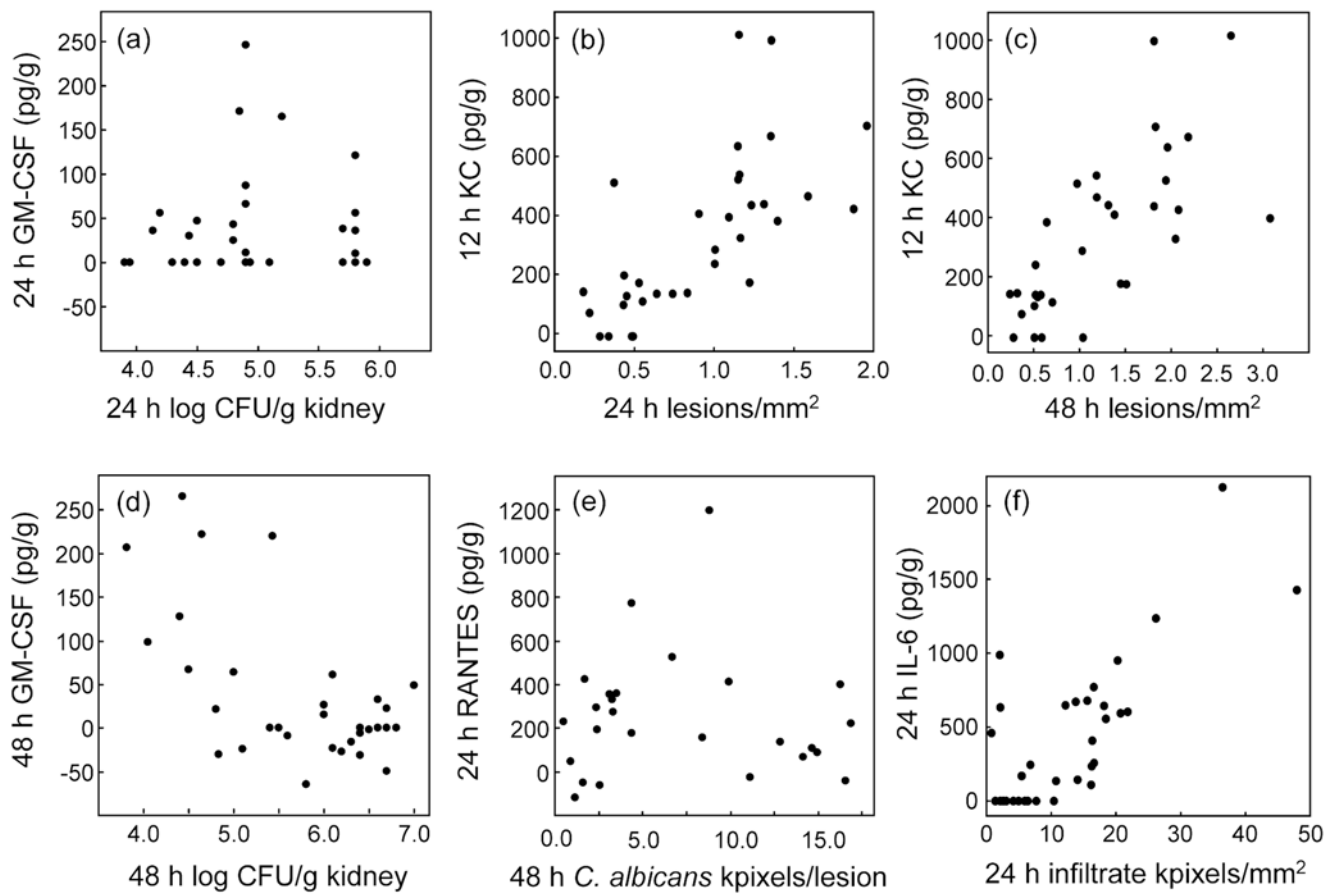 (a)
24 h GM-CSF (pg/g)
250
200
150
100
50
0
-50
4.0 4.5 5.0 5.5 6.0
24 h log CFU/g kidney
(b)
12 h KC (pg/g)
1000
800
600
400
200
0
0 0.5 1.0 1.5 2.0
24 h lesions/mm²
(c)
12 h KC (pg/g)
1000
800
600
400
200
0
0.0 0.5 1.0 1.5 2.0 2.5 3.0
48 h lesions/mm²
(d)
48 h GM-CSF (pg/g)
250
200
150
100
50
0
-50
4.0 5.0 6.0 7.0
48 h log CFU/g kidney
(e)
24 h RANTES (pg/g)
1200
1000
800
600
400
200
0
0 5.0 10.0 15.0
48 h C. albicans kpixels/lesion
(f)
24 h IL-6 (pg/g)
2000
1500
1000
500
0
0 10 20 30 40 50
24 h infiltrate kpixels/mm²